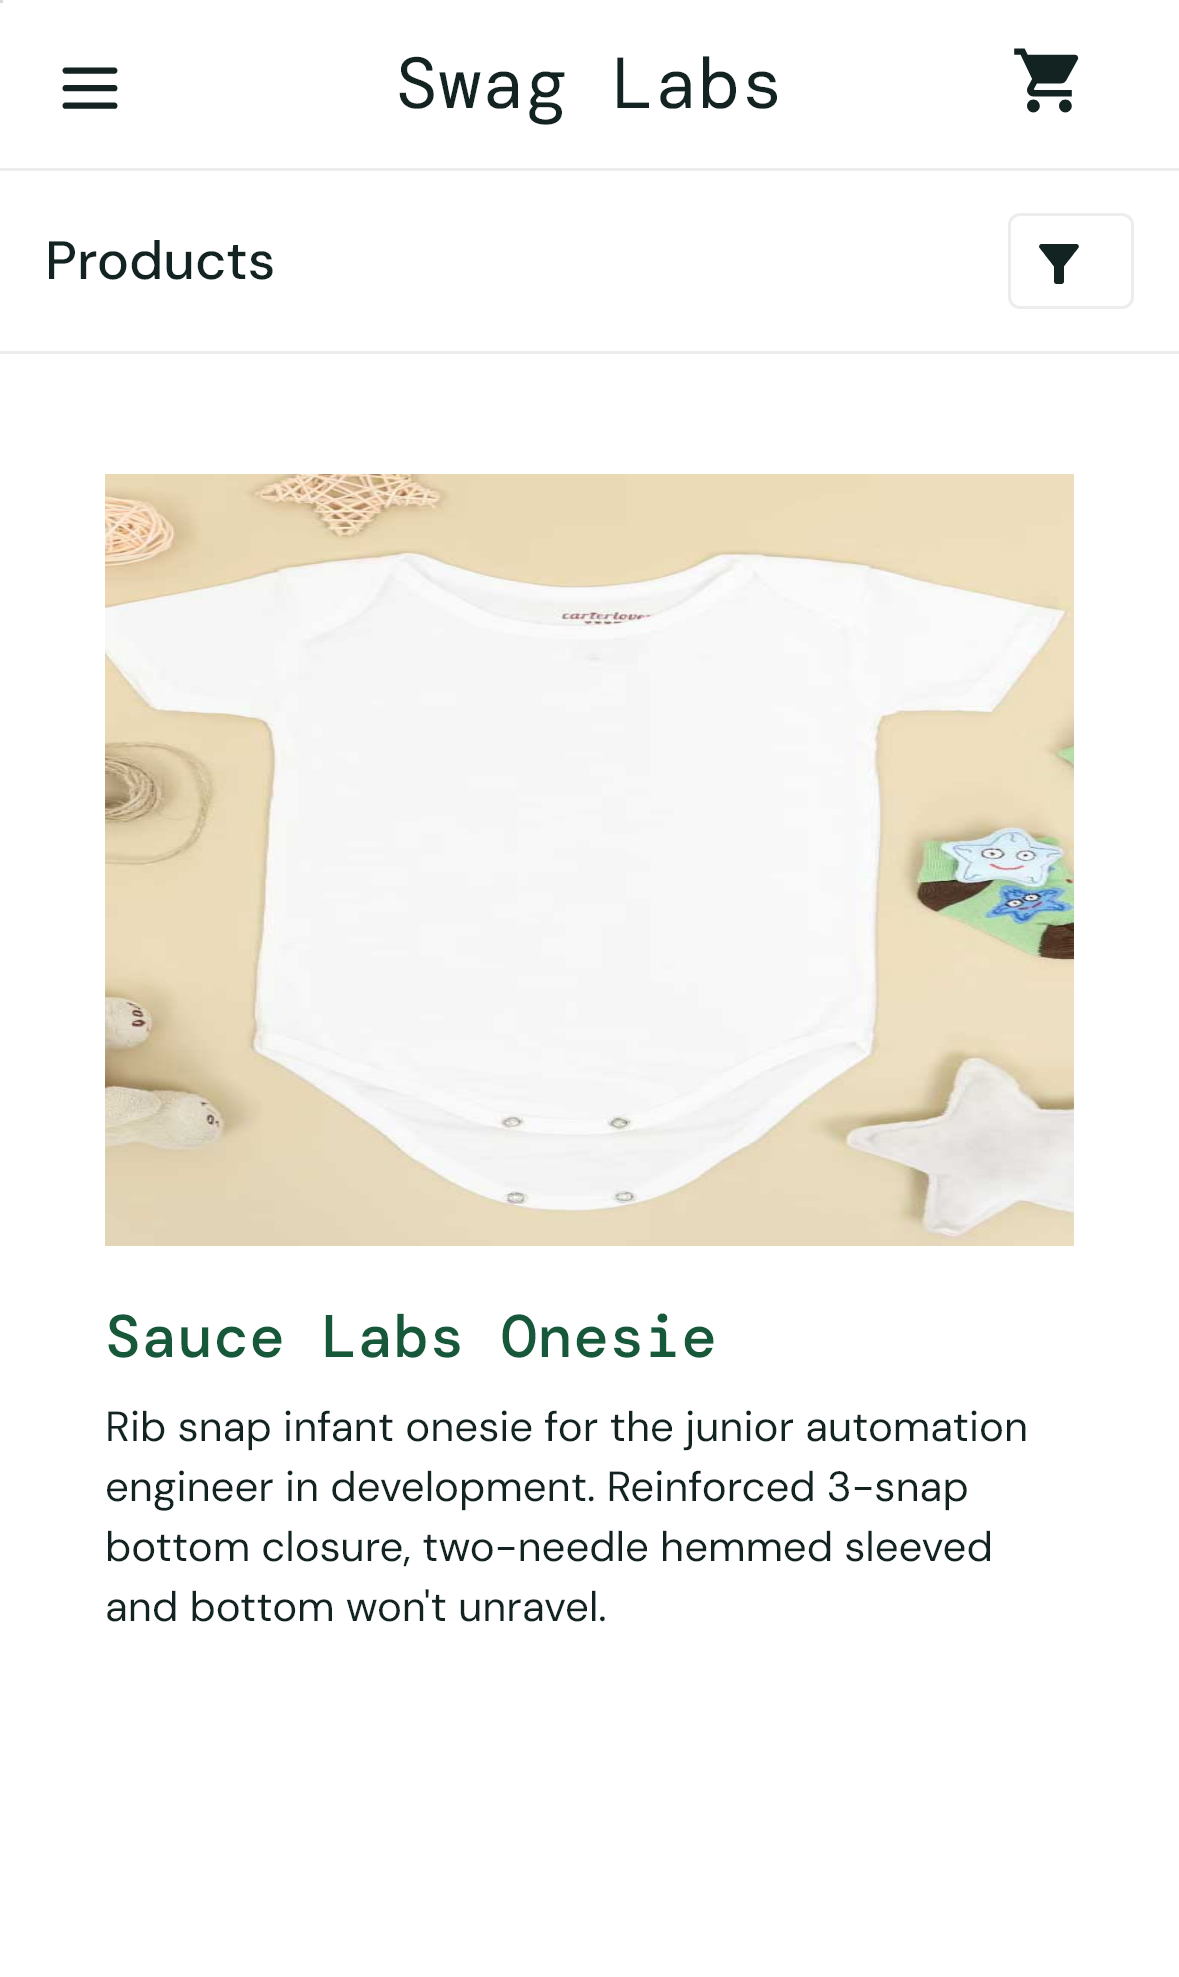 Swag Labs
Products
Sauce Labs Onesie
Rib snap infant onesie for the junior automation
engineer in development. Reinforced 3-snap
bottom closure, two-needle hemmed sleeved
and bottom won't unravel.